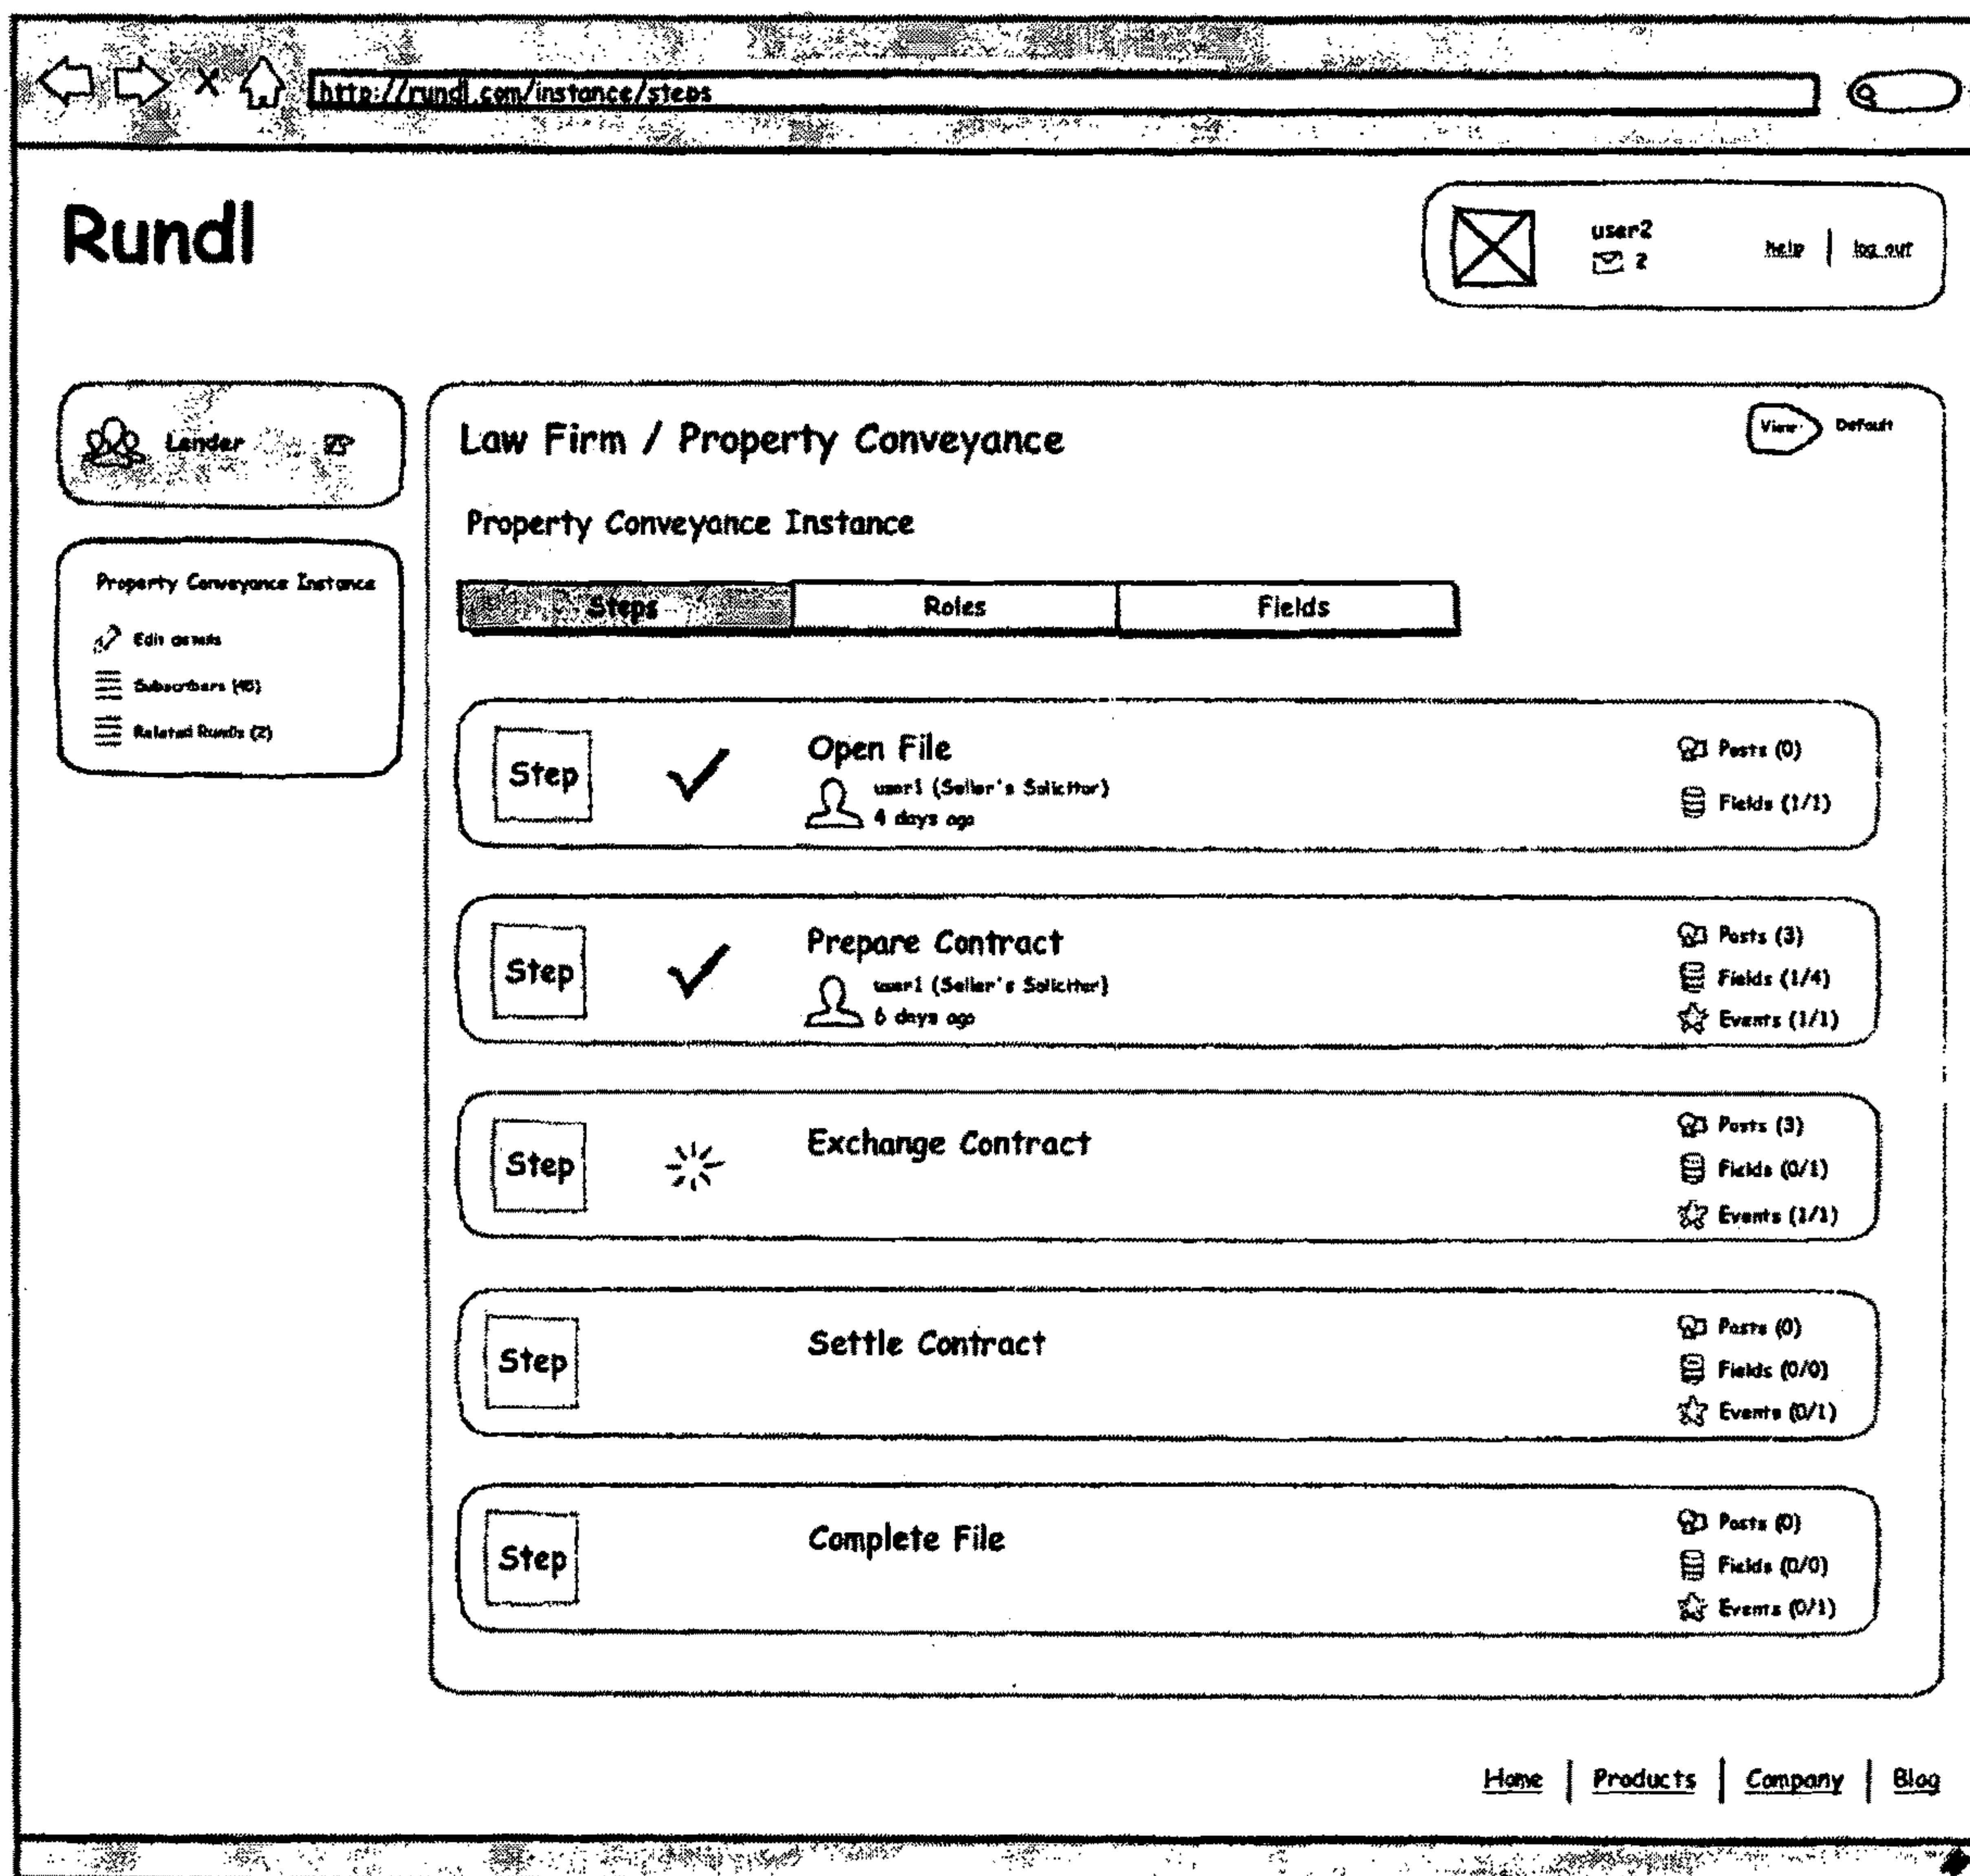 http://rundl.com/instance/steps
Rundl
user2
2
help | log out
Lender
Law Firm / Property Conveyance
View
Default
Property Conveyance Instance
Property Conveyance Instance
Edit details
Subscribers (45)
Related Rundls (2)
Steps
Roles
Fields
Step
Open File
user1 (Seller's Solicitor)
4 days ago
Posts (0)
Fields (1/1)
Step
Prepare Contract
user1 (Seller's Solicitor)
6 days ago
Posts (3)
Fields (1/4)
Events (1/1)
Step
Exchange Contract
Posts (3)
Fields (0/1)
Events (1/1)
Step
Settle Contract
Posts (0)
Fields (0/0)
Events (0/1)
Step
Complete File
Posts (0)
Fields (0/0)
Events (0/1)
Home | Products | Company | Blog